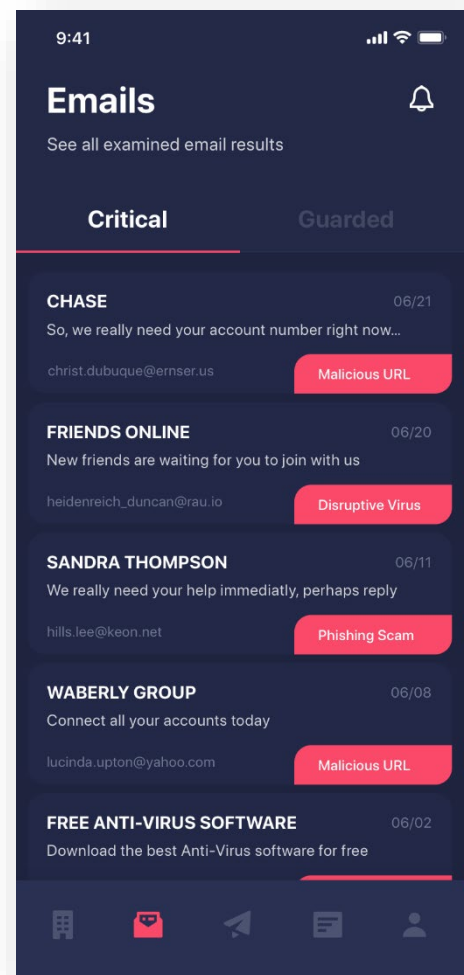 9:41
Emails
See all examined email results
Critical
Guarded
CHASE
06/21
So, we really need your account number right now...
christ.dubuque@ernser.us
Malicious URL
FRIENDS ONLINE
06/20
New friends are waiting for you to join with us
heidenreich_duncan@rau.io
Disruptive Virus
SANDRA THOMPSON
06/11
We really need your help immediatly, perhaps reply
hills.lee@keon.net
Phishing Scam
WABERLY GROUP
06/08
Connect all your accounts today
lucinda.upton@yahoo.com
Malicious URL
FREE ANTI-VIRUS SOFTWARE
06/02
Download the best Anti-Virus software for free